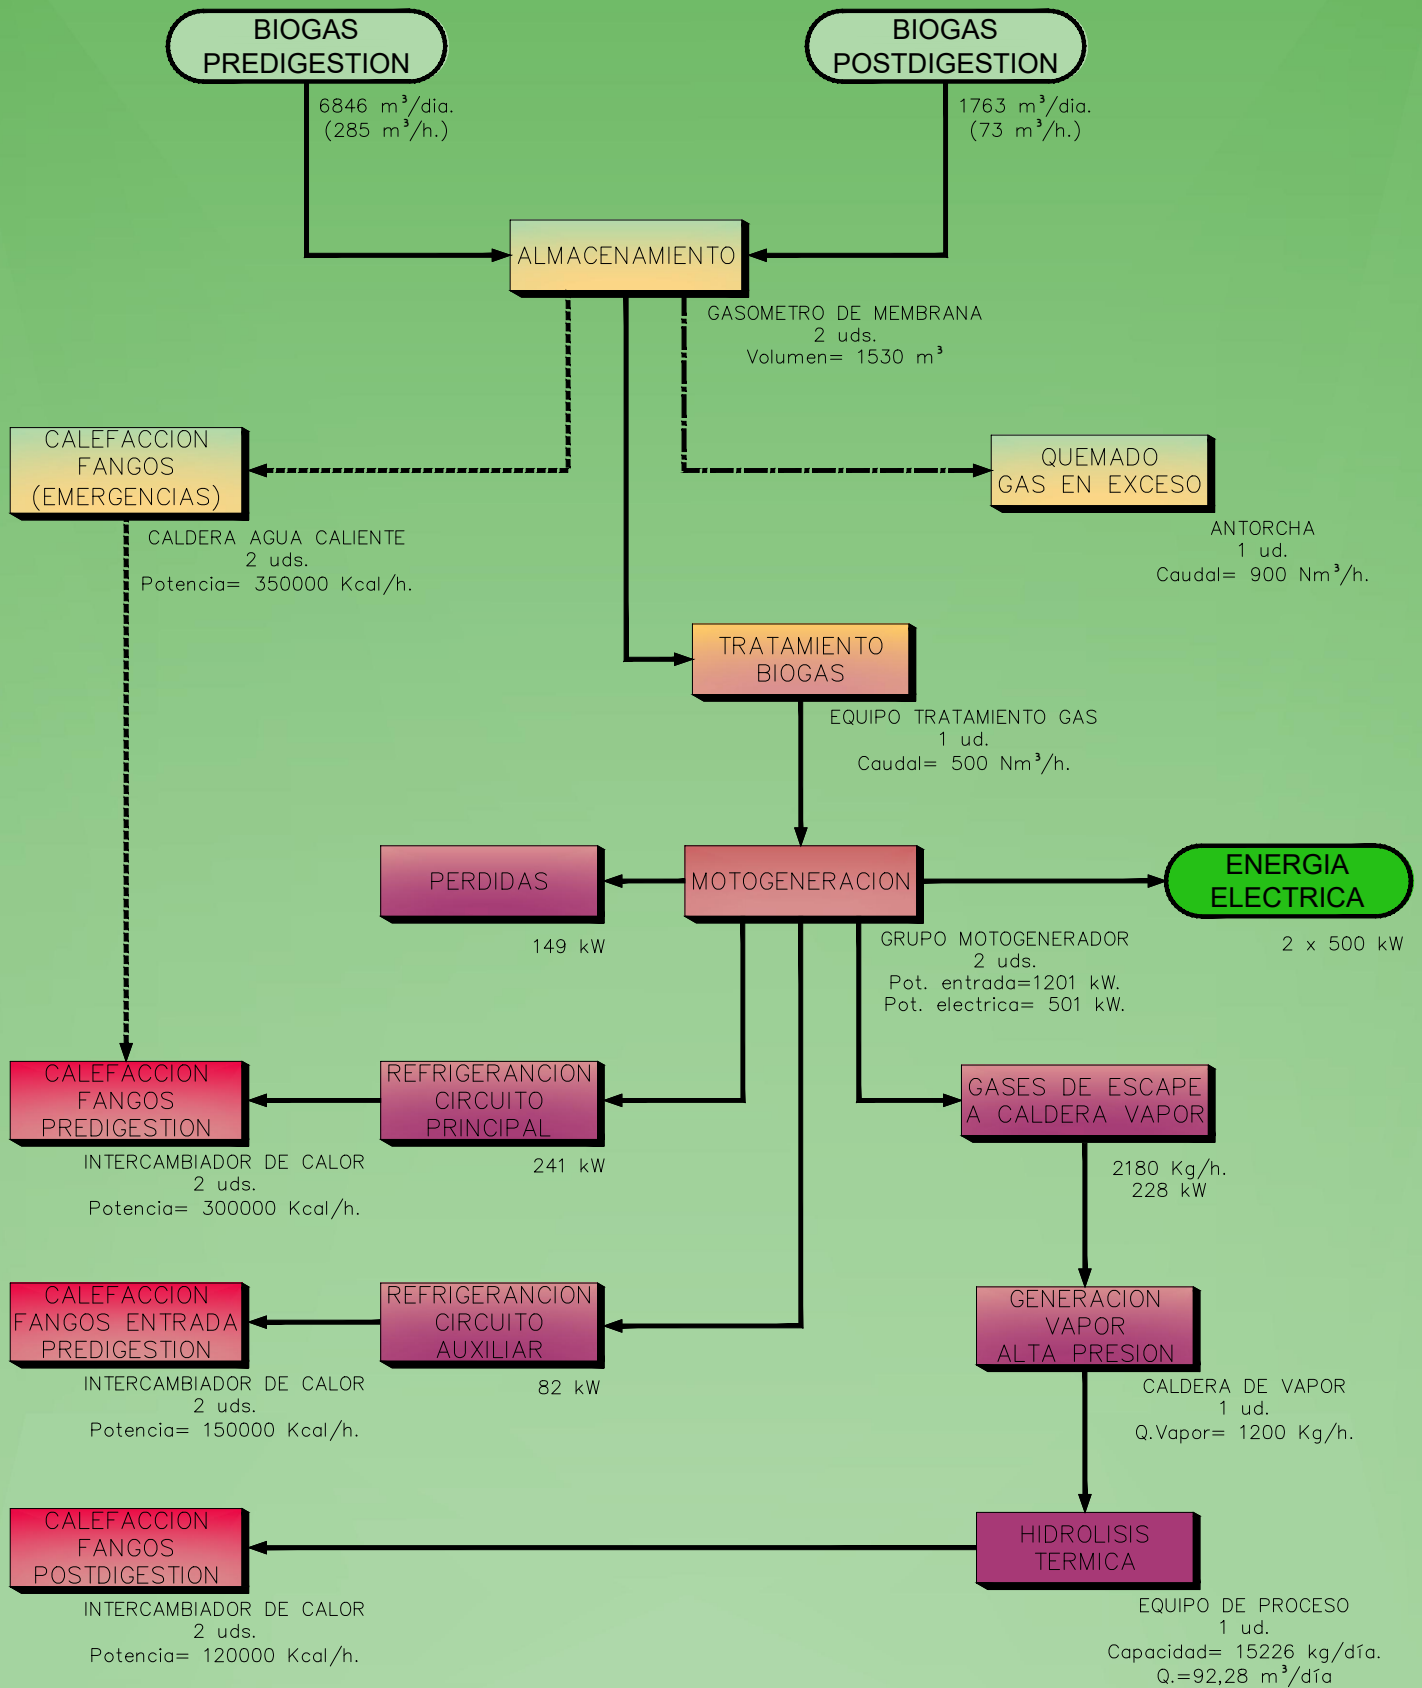 BIOGAS
PREDIGESTION
BIOGAS
POSTDIGESTION
6846 m³/dia.
(285 m³/h.)
1763 m³/dia.
(73 m³/h.)
ALMACENAMIENTO
GASOMETRO DE MEMBRANA
2 uds.
Volumen= 1530 m³
CALEFACCION
FANGOS
(EMERGENCIAS)
CALDERA AGUA CALIENTE
2 uds.
Potencia= 350000 Kcal/h.
QUEMADO
GAS EN EXCESO
ANTORCHA
1 ud.
Caudal= 900 Nm³/h.
TRATAMIENTO
BIOGAS
EQUIPO TRATAMIENTO GAS
1 ud.
Caudal= 500 Nm³/h.
PERDIDAS
149 kW
MOTOGENERACION
GRUPO MOTOGENERADOR
2 uds.
Pot. entrada=1201 kW.
Pot. electrica= 501 kW.
ENERGIA
ELECTRICA
2 x 500 kW
CALEFACCION
FANGOS
PREDIGESTION
INTERCAMBIADOR DE CALOR
2 uds.
Potencia= 300000 Kcal/h.
REFRIGERANCION
CIRCUITO
PRINCIPAL
241 kW
GASES DE ESCAPE
A CALDERA VAPOR
2180 Kg/h.
228 kW
CALEFACCION
FANGOS ENTRADA
PREDIGESTION
INTERCAMBIADOR DE CALOR
2 uds.
Potencia= 150000 Kcal/h.
REFRIGERANCION
CIRCUITO
AUXILIAR
82 kW
GENERACION
VAPOR
ALTA PRESION
CALDERA DE VAPOR
1 ud.
Q.Vapor= 1200 Kg/h.
CALEFACCION
FANGOS
POSTDIGESTION
INTERCAMBIADOR DE CALOR
2 uds.
Potencia= 120000 Kcal/h.
HIDROLISIS
TERMICA
EQUIPO DE PROCESO
1 ud.
Capacidad= 15226 kg/día.
Q.=92,28 m³/día